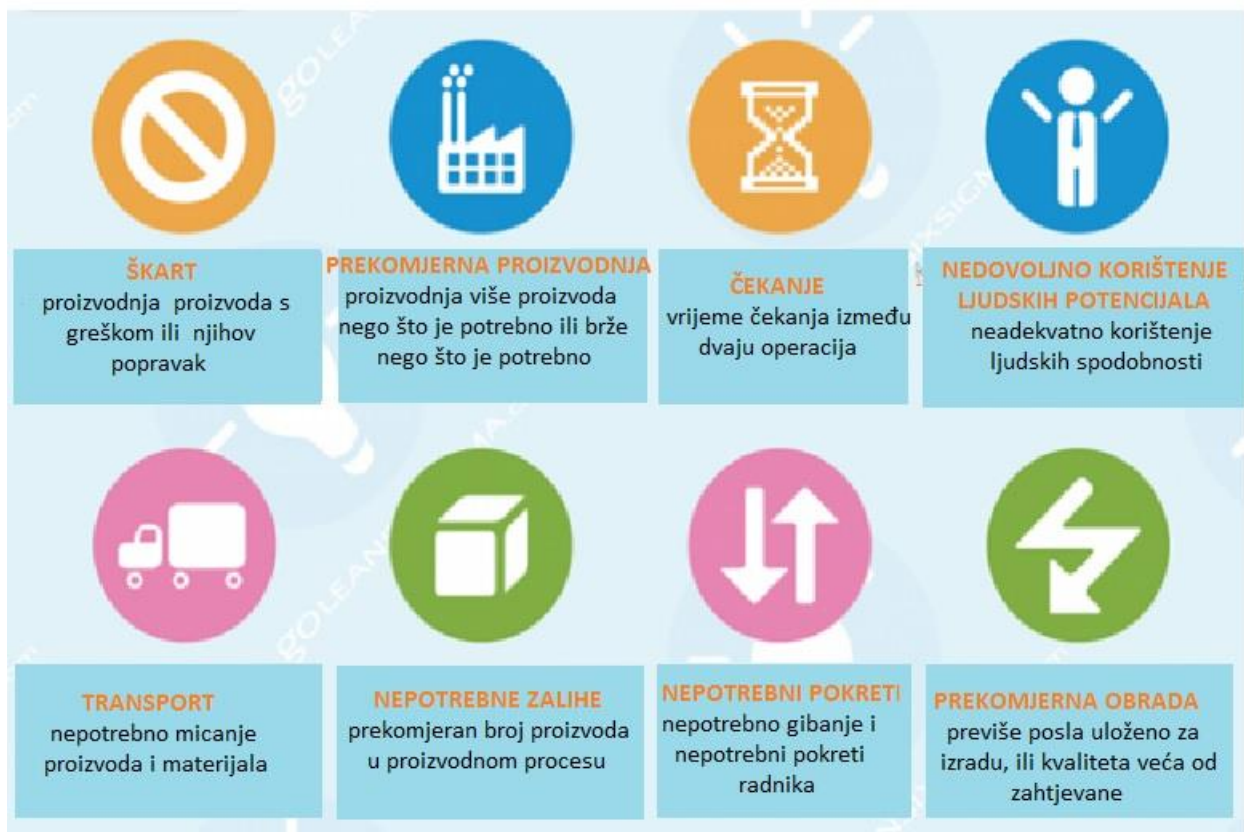 ŠKART
proizvodnja proizvoda s
greškom ili njihov
popravak
PREKOMJERNA PROIZVODNJA
proizvodnja više proizvoda
nego što je potrebno ili brže
nego što je potrebno
ČEKANJE
vrijeme čekanja između
dvaju operacija
NEDOVOLJNO KORIŠTENJE
LJUDSKIH POTENCIJALA
neadekvatno korištenje
ljudskih spodobnosti
TRANSPORT
nepotrebno micanje
proizvoda i materijala
NEPOTREBNE ZALIHE
prekomjeran broj proizvoda
u proizvodnom procesu
NEPOTREBNI POKRETI
nepotrebno gibanje i
nepotrebni pokreti
radnika
PREKOMJERNA OBRADA
previše posla uloženo za
izradu, ili kvaliteta veća od
zahtjevane